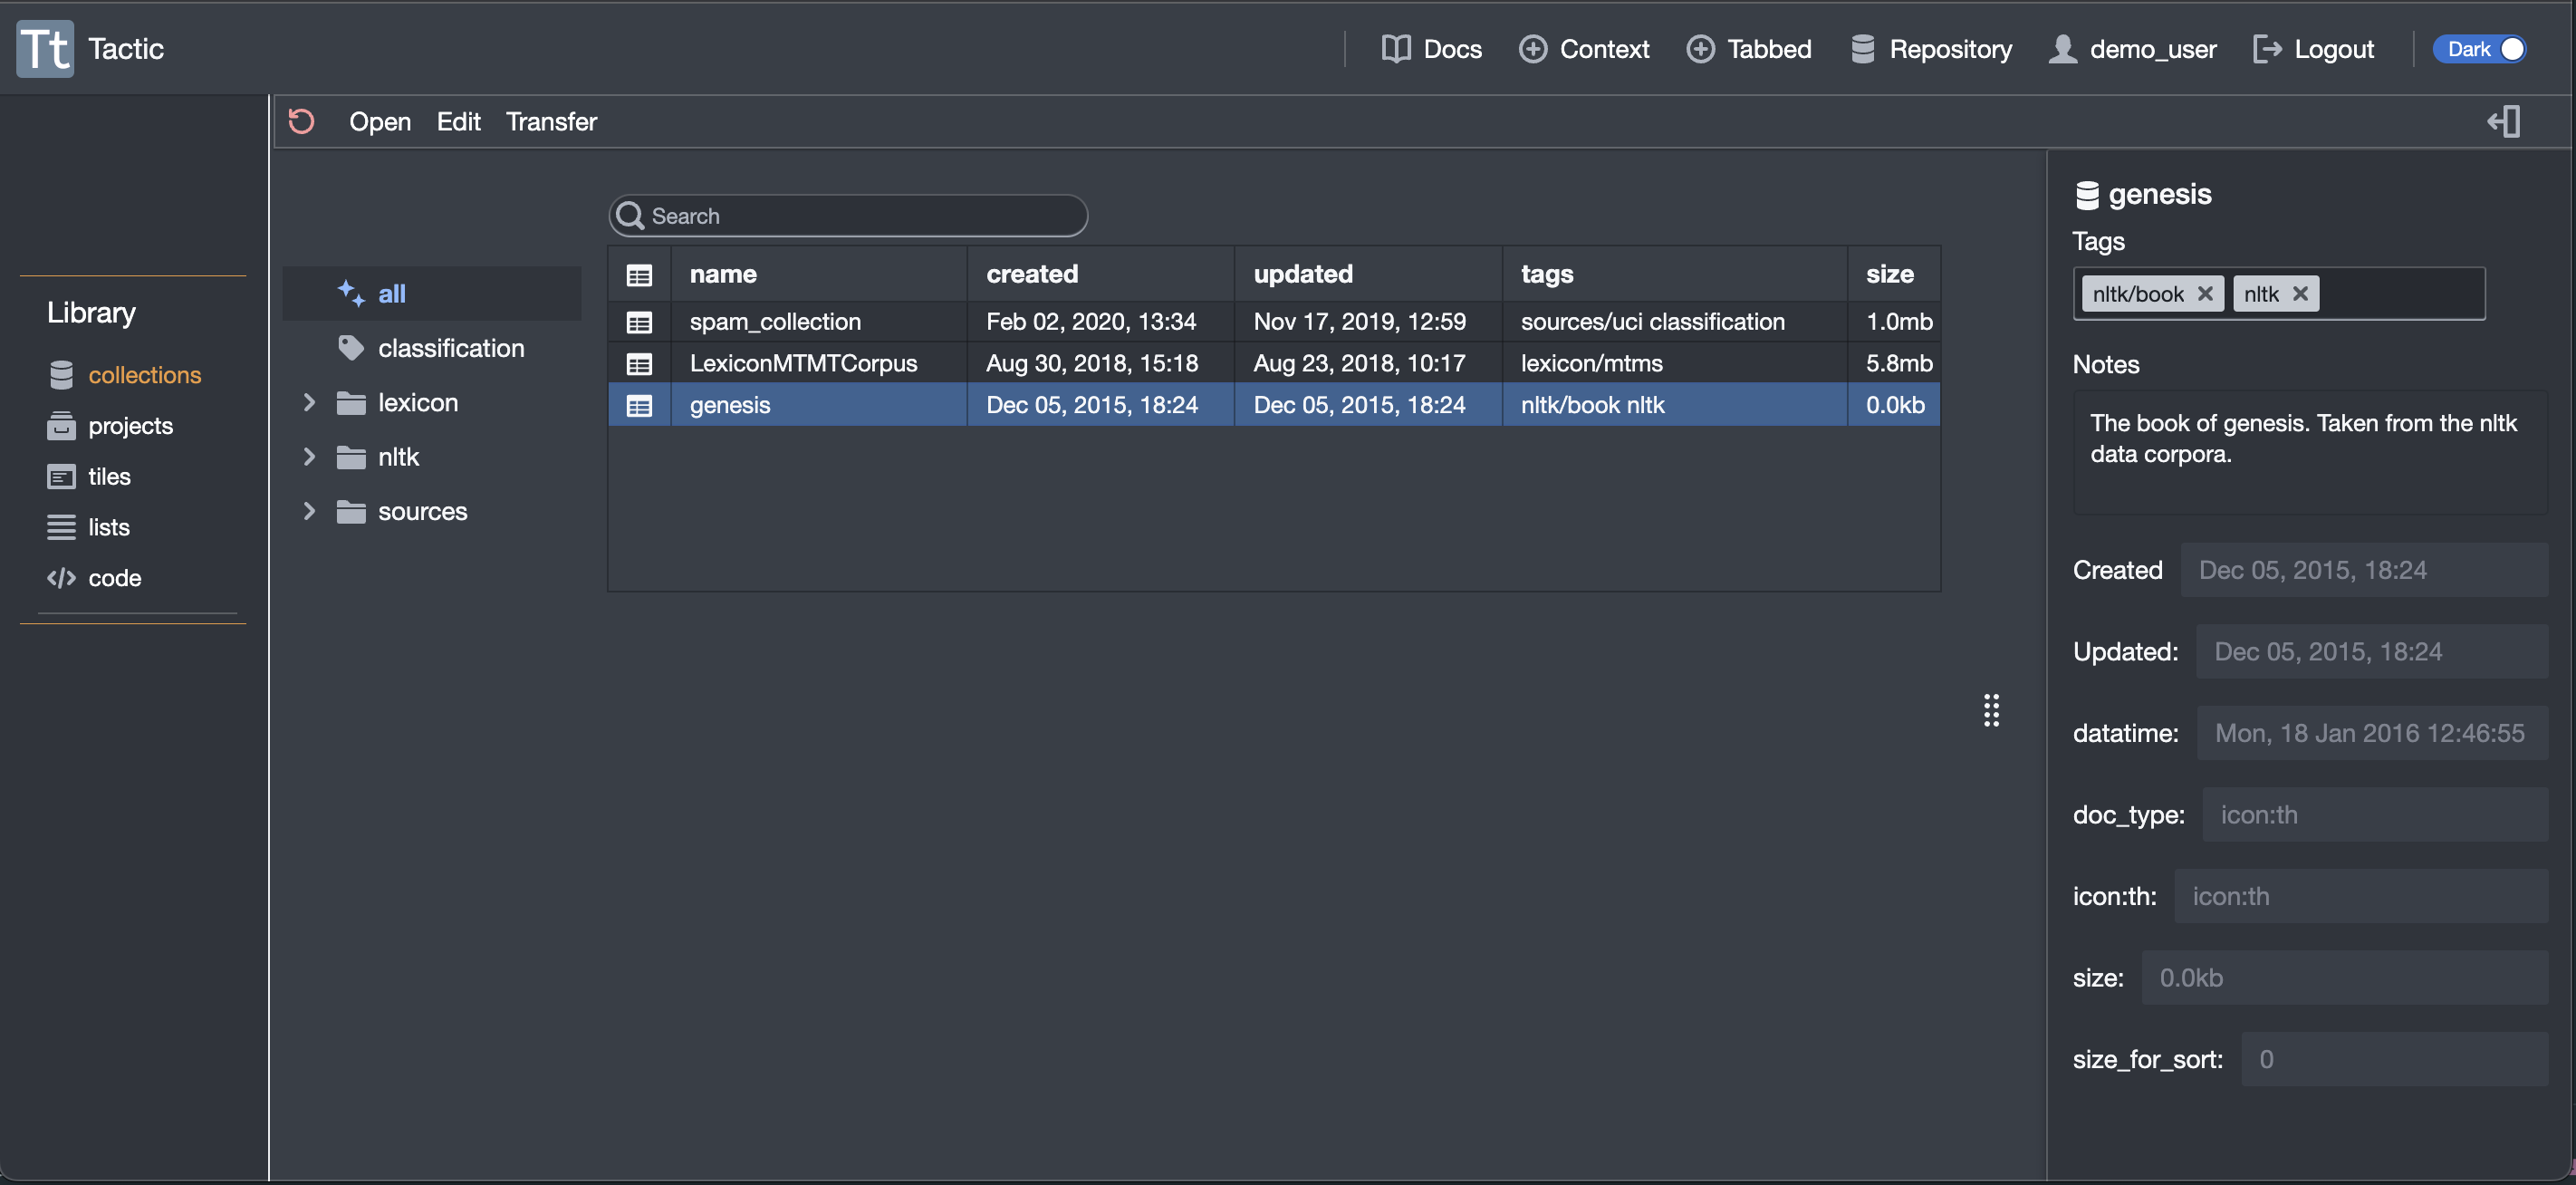 Tt Tactic
Docs Context Tabbed Repository demo_user Logout Dark
Open Edit Transfer
Library
collections
projects
tiles
lists
code
all
classification
lexicon
nltk
sources
Search
name created updated tags size
spam_collection Feb 02, 2020, 13:34 Nov 17, 2019, 12:59 sources/uci classification 1.0mb
LexiconMTMTCorpus Aug 30, 2018, 15:18 Aug 23, 2018, 10:17 lexicon/mtms 5.8mb
genesis Dec 05, 2015, 18:24 Dec 05, 2015, 18:24 nltk/book nltk 0.0kb
genesis
Tags
nltk/book nltk
Notes
The book of genesis. Taken from the nltk
data corpora.
Created Dec 05, 2015, 18:24
Updated: Dec 05, 2015, 18:24
datatime: Mon, 18 Jan 2016 12:46:55
doc_type: icon:th
icon:th: icon:th
size: 0.0kb
size_for_sort: 0